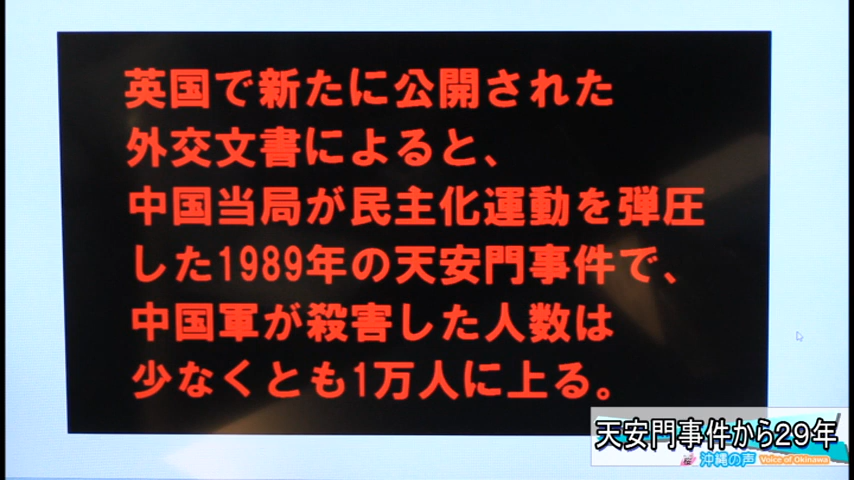 英国で新たに公開された
外交文書によると、
中国当局が民主化運動を弾圧
した1989年の天安門事件で、
中国軍が殺害した人数は
少なくとも1万人に上る。
天安門事件から29年
沖縄の声 Voice of Okinawa